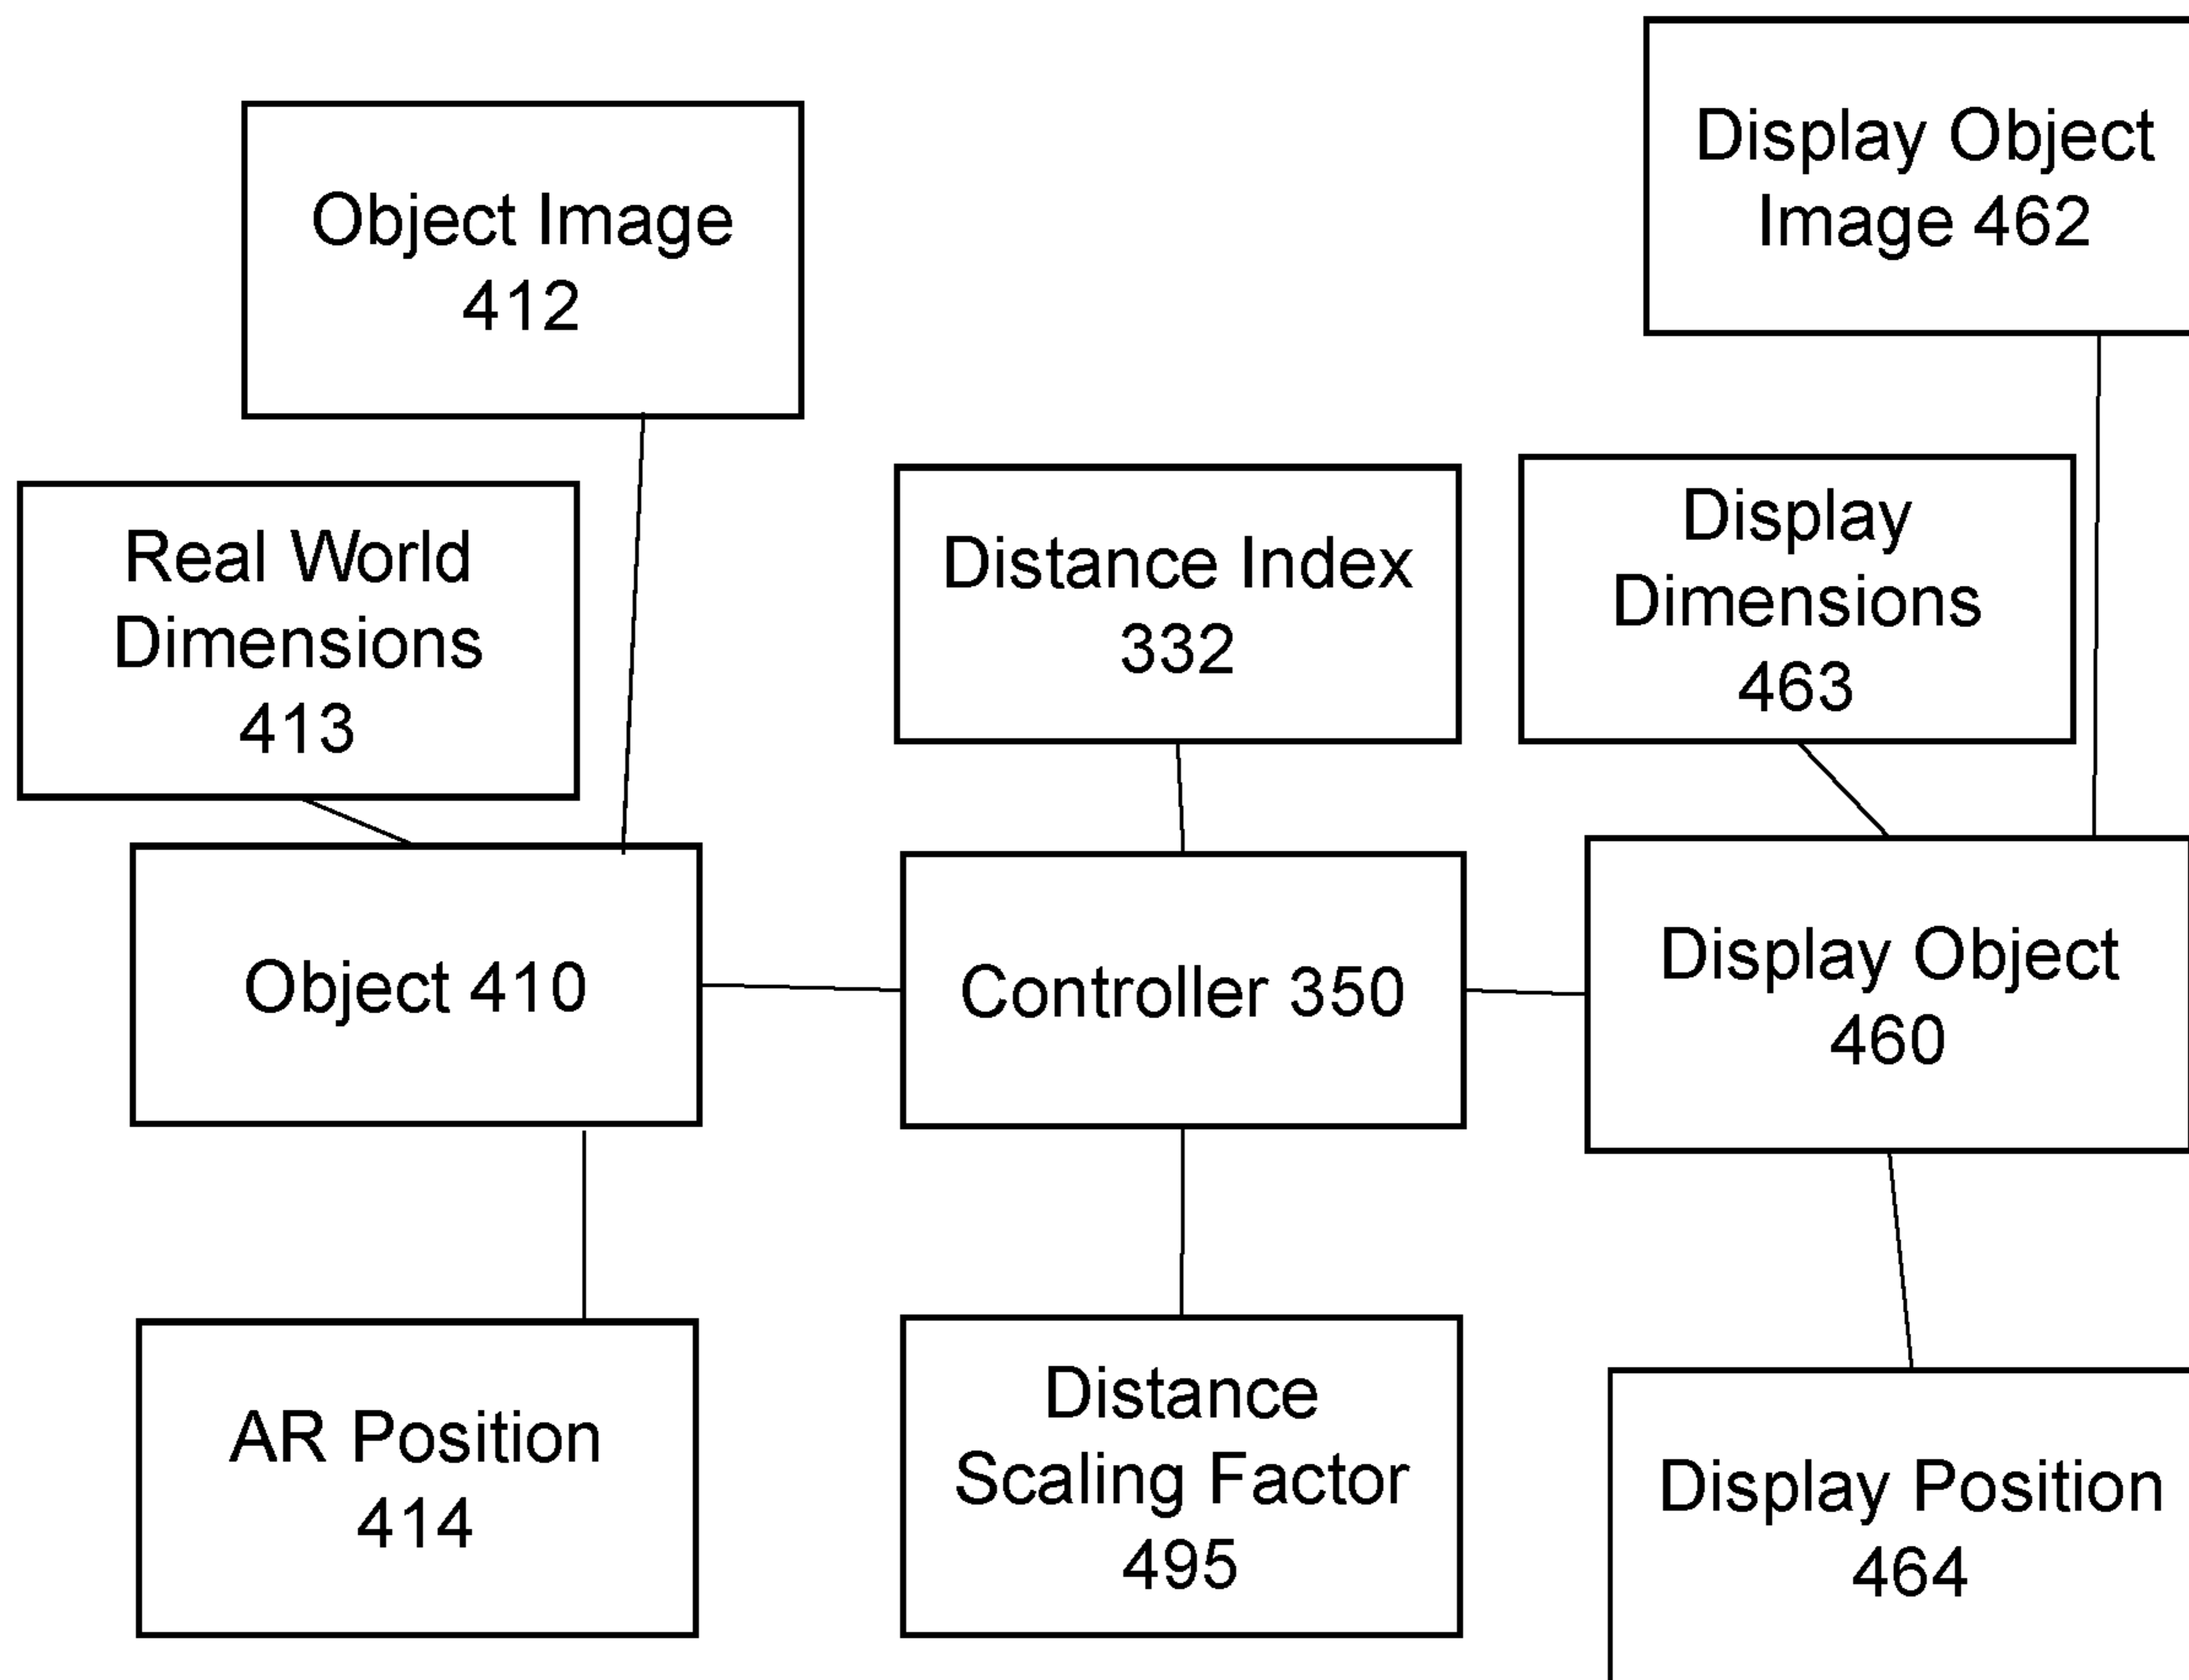 Display Object
Image 462
Object Image
412
Real World
Dimensions
413
Distance Index
332
Display
Dimensions
463
Object 410
Controller 350
Display Object
460
AR Position
414
Distance
Scaling Factor
495
Display Position
464